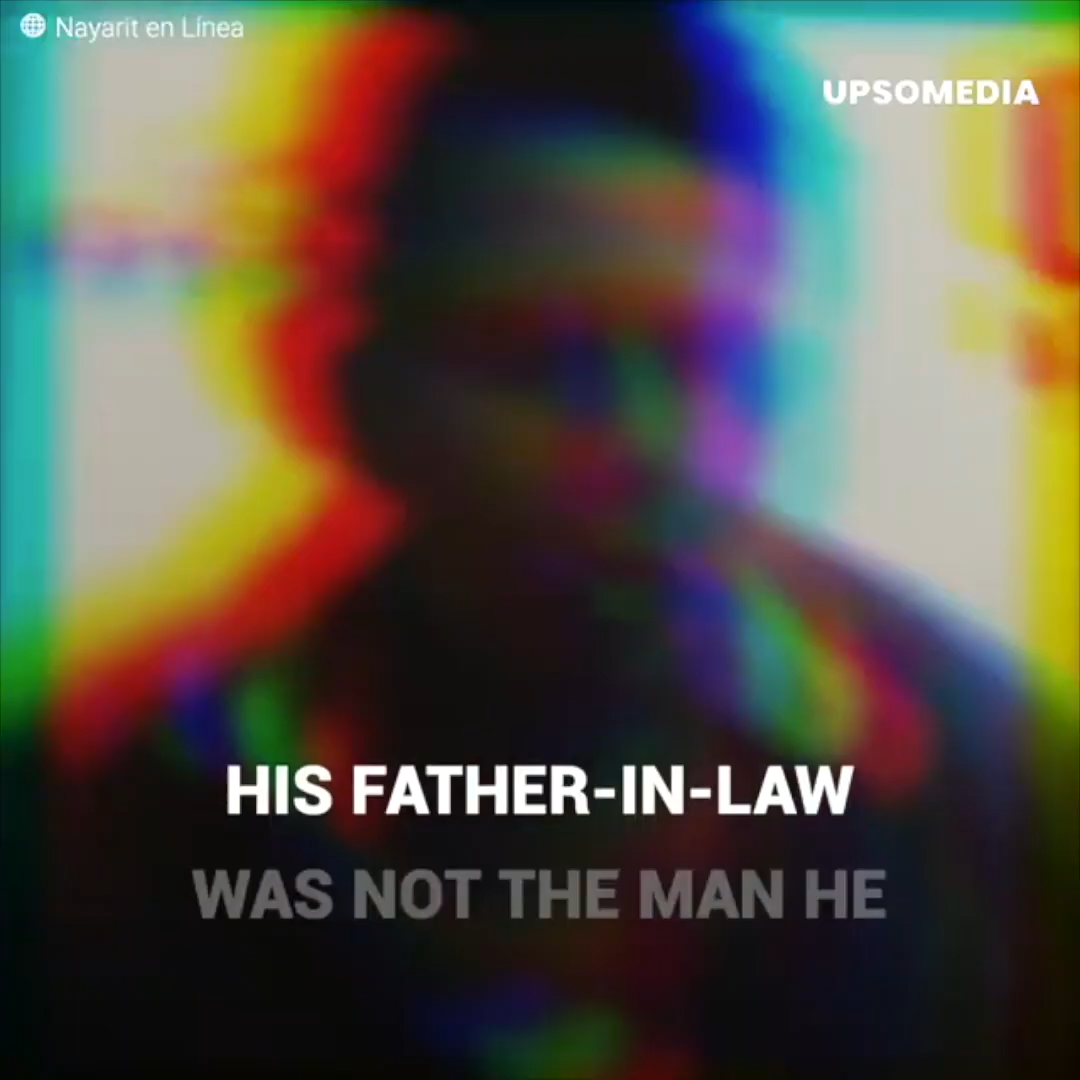 Nayarit en Línea
UPSOMEDIA
HIS FATHER-IN-LAW
WAS NOT THE MAN HE